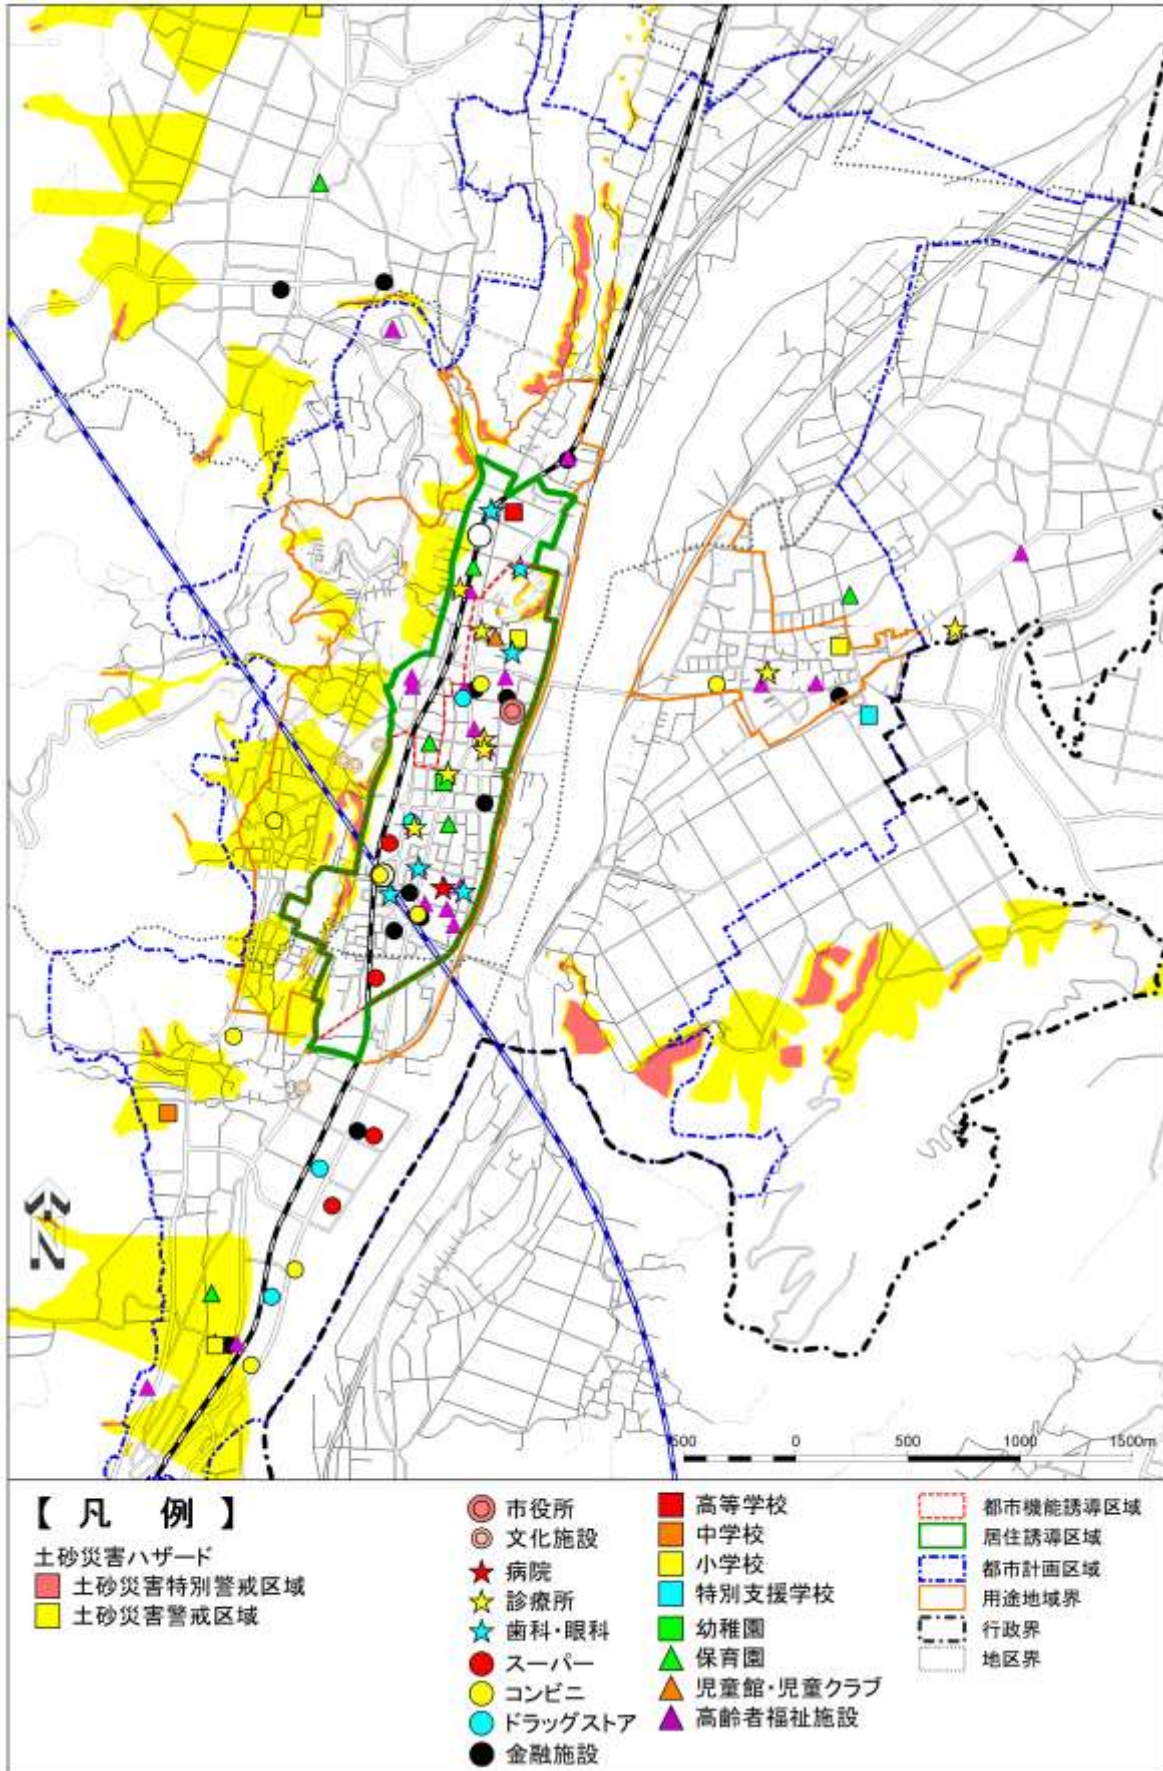 500 0 500 1000 1500m
【 凡 例 】
土砂災害ハザード
土砂災害特別警戒区域
土砂災害警戒区域
市役所
文化施設
病院
診療所
歯科・眼科
スーパー
コンビニ
ドラッグストア
金融施設
高等学校
中学校
小学校
特別支援学校
幼稚園
保育園
児童館・児童クラブ
高齢者福祉施設
都市機能誘導区域
居住誘導区域
都市計画区域
用途地域界
行政界
地区界